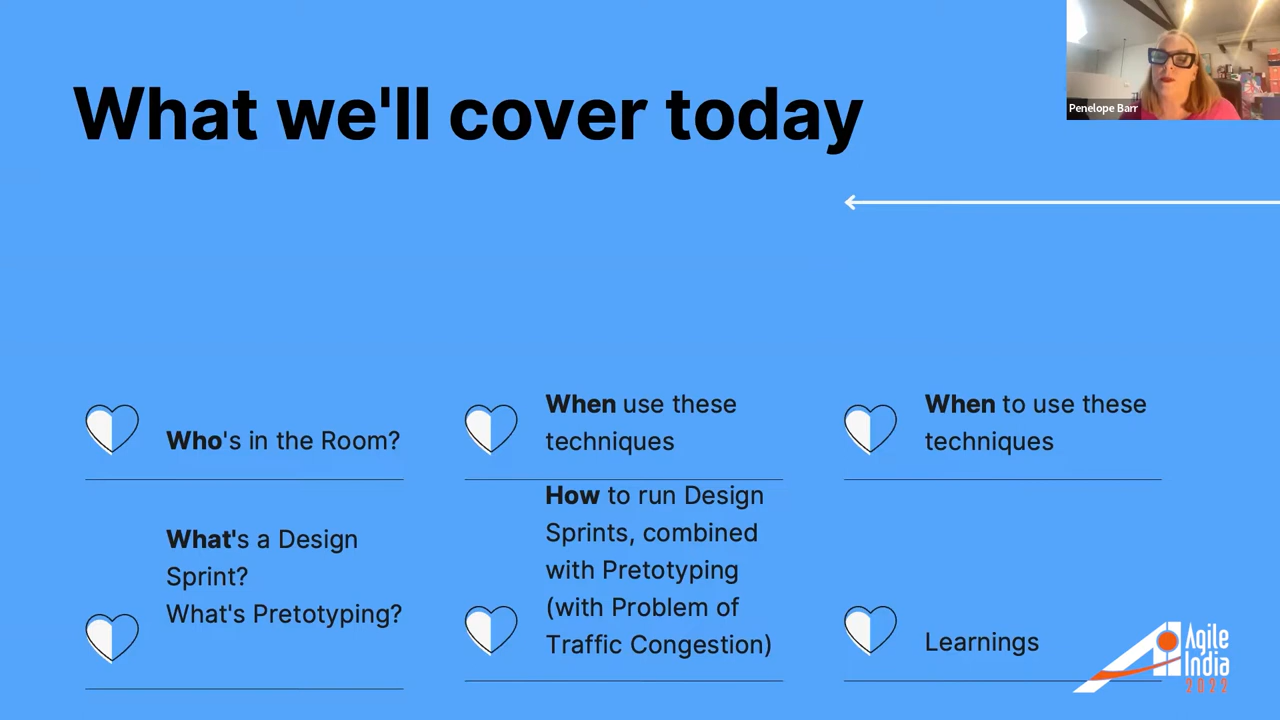 What we'll cover today
Penelope Barr
Who's in the Room?
When use these
techniques
When to use these
techniques
What's a Design
Sprint?
What's Pretotyping?
How to run Design
Sprints, combined
with Pretotyping
(with Problem of
Traffic Congestion)
Learnings
Agile
India
2022